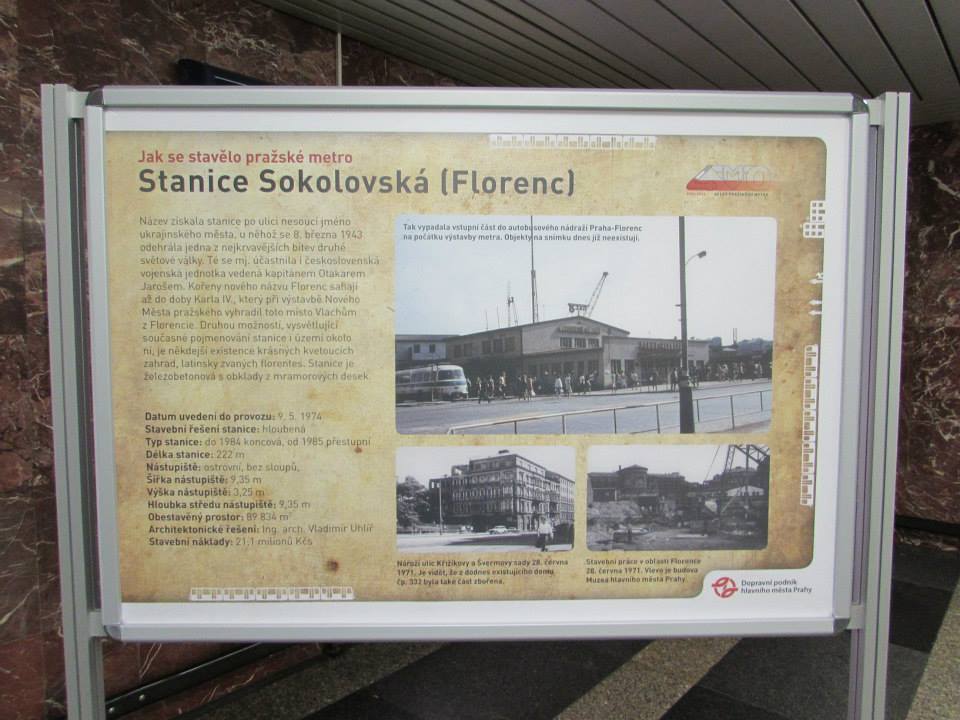 Jak se stavělo pražské metro
Stanice Sokolovská (Florenc)
Název získala stanice po ulici nesoucí jméno
ukrajinského města, u něhož se 8. března 1943
odehrála jedna z nejkrvavějších bitev druhé
světové války. Té se mj. účastnila i československá
vojenská jednotka vedená kapitánem Otakarem
Jarošem. Kořeny nového názvu Florenc sahají
až do doby Karla IV., který při výstavbě Nového
Města pražského vyhradil toto místo Vlachům
z Florencie. Druhou možností, vysvětlující
současné pojmenování stanice i území okolo
ní, je někdejší existence krásných kvetoucích
zahrad, latinsky zvaných florentes. Stanice je
železobetonová s obklady z mramorových desek.
Datum uvedení do provozu: 9. 5. 1974
Stavební řešení stanice: hloubená
Typ stanice: do 1984 koncová, od 1985 přestupní
Délka stanice: 222 m
Nástupiště: ostrovní, bez sloupů,
Šířka nástupiště: 9,35 m
Výška nástupiště: 3,25 m
Hloubka středu nástupiště: 9,35 m
Obestavěný prostor: 89 834 m³
Architektonické řešení: Ing. arch. Vladimír Uhlíř
Stavební náklady: 21,1 milionů Kčs
Tak vypadala vstupní část do autobusového nádraží Praha-Florenc
na počátku výstavby metra. Objekty na snímku dnes již neexistují.
Nároží ulic Křižíkovy a Švermovy sady 28. června
1971. Je vidět, že z dodnes existujícího domu
čp. 332 byla také část zbořena.
Stavební práce v oblasti Florence
28. června 1971. Vlevo je budova
Muzea hlavního města Prahy.
Dopravní podnik
hlavního města Prahy